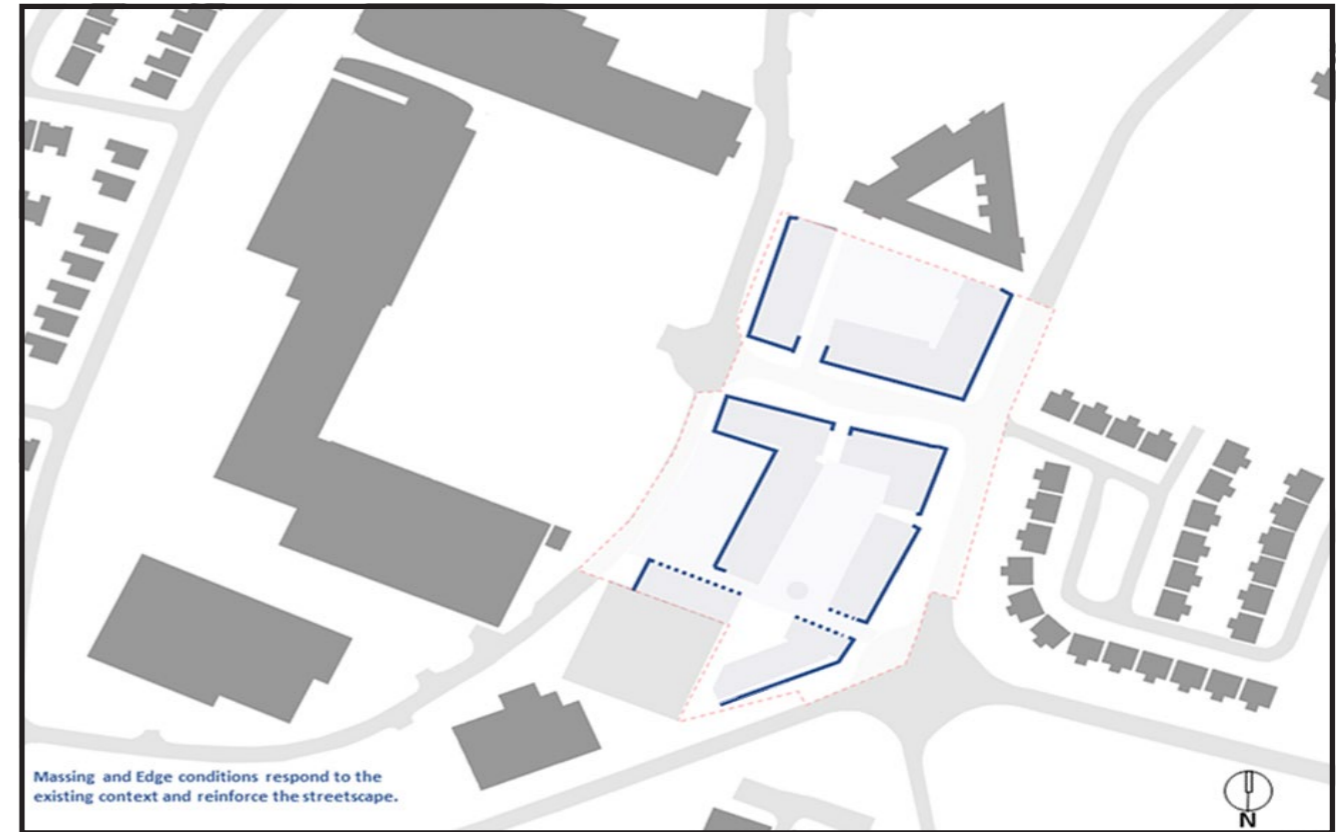 Massing and Edge conditions respond to the
existing context and reinforce the streetscape.
N